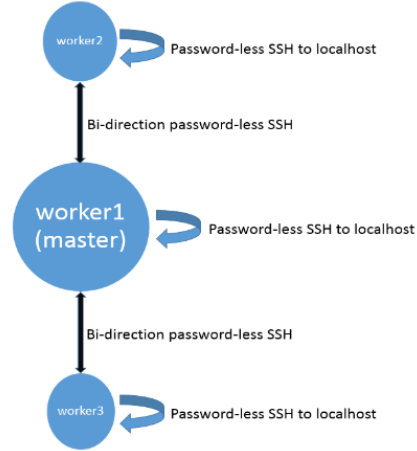 worker2
Password-less SSH to localhost
Bi-direction password-less SSH
worker1
(master)
Password-less SSH to localhost
Bi-direction password-less SSH
worker3
Password-less SSH to localhost